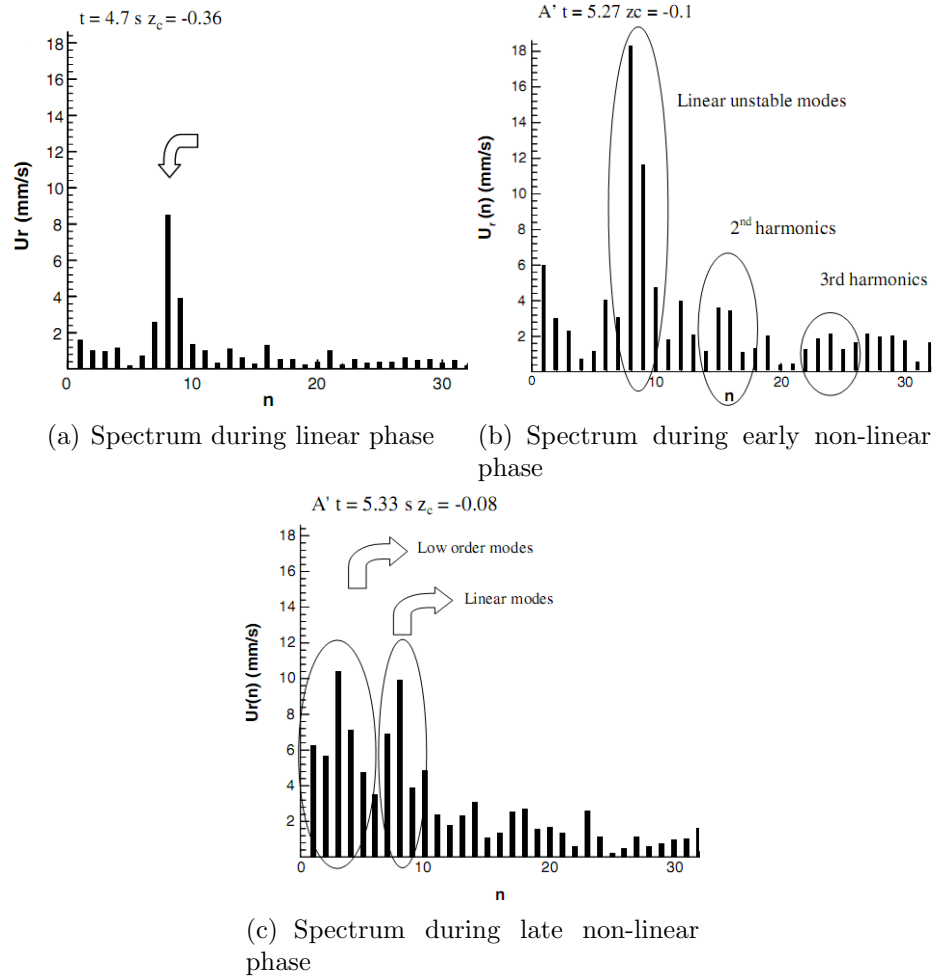 t = 4.7 s z_c = -0.36
18
16
14
12
10
8
6
4
2
0
10
20
30
Ur (mm/s)
n
(a) Spectrum during linear phase
A' t = 5.27 zc = -0.1
18
16
14
12
10
8
6
4
2
0
10
20
30
U_r (n) (mm/s)
n
Linear unstable modes
2nd harmonics
3rd harmonics
(b) Spectrum during early non-linear
phase
A' t = 5.33 s z_c = -0.08
18
16
14
12
10
8
6
4
2
0
10
20
30
Ur(n) (mm/s)
n
Low order modes
Linear modes
(c) Spectrum during late non-linear
phase